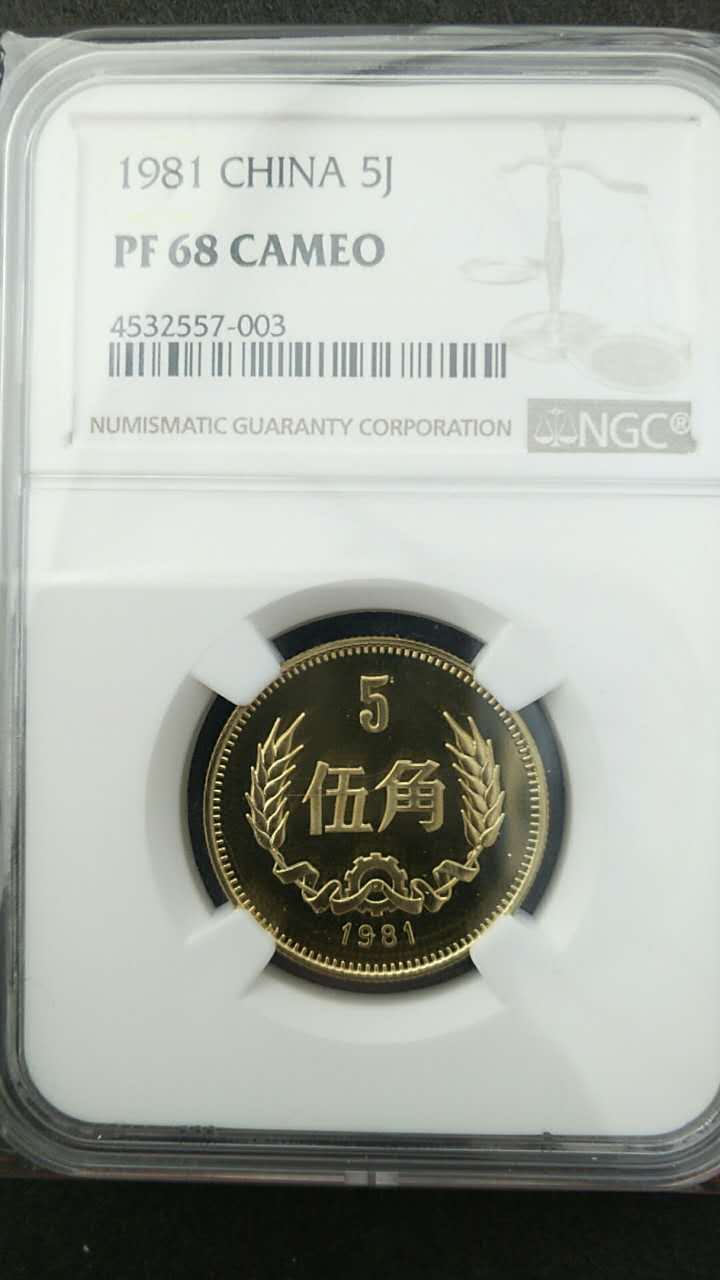 1981 CHINA 5J
PF 68 CAMEO
4532557-003
NUMISMATIC GUARANTY CORPORATION NGC®
5
伍角
1981